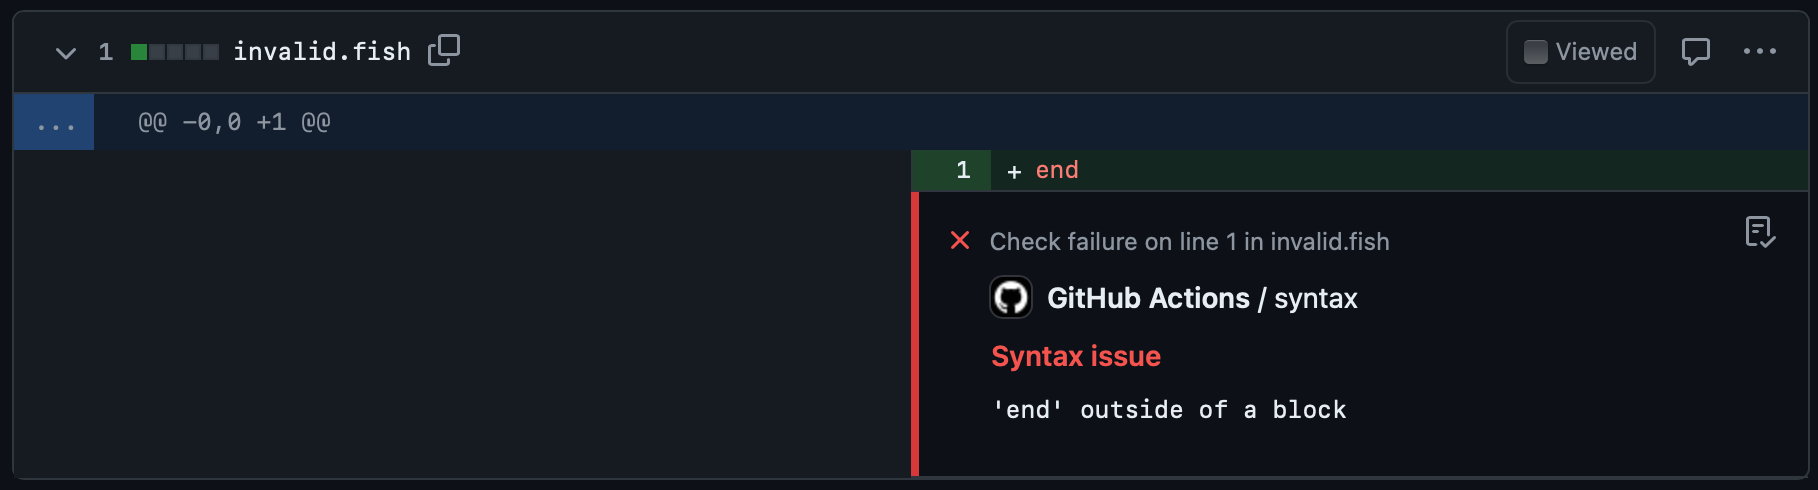 1 invalid.fish Viewed ...
... @@ -0,0 +1 @@
1 + end
Check failure on line 1 in invalid.fish
GitHub Actions / syntax
Syntax issue
'end' outside of a block